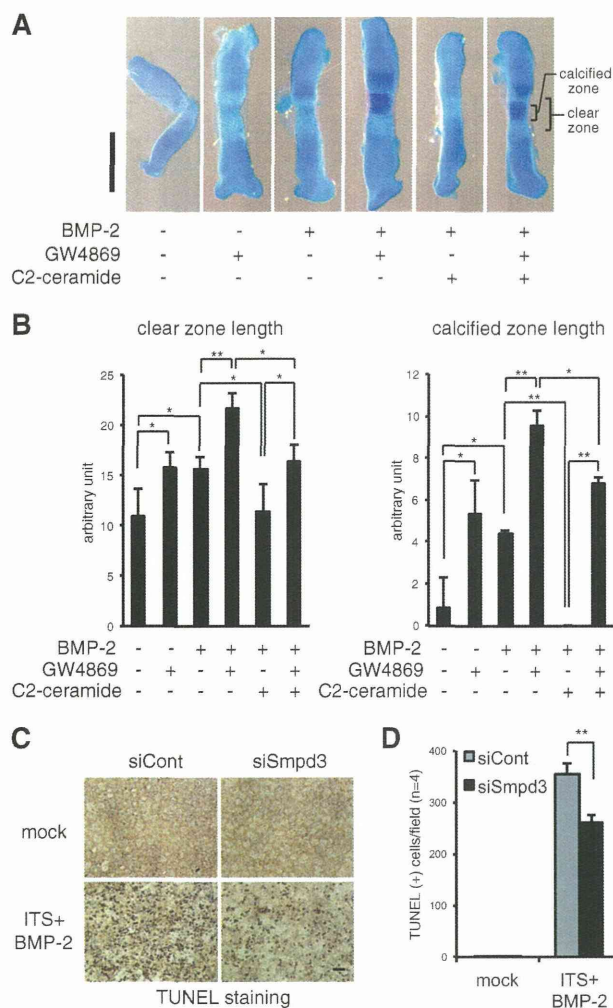 A
calcified
zone
clear
zone
BMP-2 - - + + + +
GW4869 - + - + - +
C2-ceramide - - - - + +
B
clear zone length
calcified zone length
** *
* *
* *
arbitrary unit
25
20
15
10
5
0
** *
**
* **
*
arbitrary unit
12
10
8
6
4
2
0
BMP-2 - - + + + +
GW4869 - + - + - +
C2-ceramide - - - - + +
BMP-2 - - + + + +
GW4869 - + - + - +
C2-ceramide - - - - + +
C
siCont siSmpd3
mock
ITS+
BMP-2
TUNEL staining
D
siCont
siSmpd3
**
TUNEL (+) cells/field (n=4)
400
300
200
100
0
mock
ITS+
BMP-2